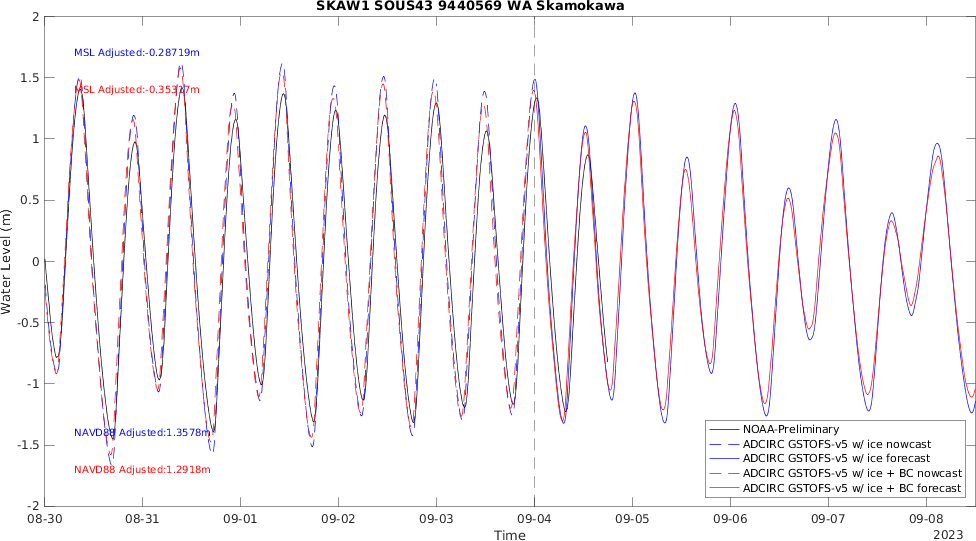 SKAW1 SOUS43 9440569 WA Skamokawa
2
1.5
1
0.5
0
-0.5
-1
-1.5
-2
Water Level (m)
MSL Adjusted:-0.28719m
MSL Adjusted:-0.35317m
NAVD88 Adjusted:1.3578m
NAVD88 Adjusted:1.2918m
NOAA-Preliminary
ADCIRC GSTOFS-v5 w/ ice nowcast
ADCIRC GSTOFS-v5 w/ ice forecast
ADCIRC GSTOFS-v5 w/ ice + BC nowcast
ADCIRC GSTOFS-v5 w/ ice + BC forecast
08-30 08-31 09-01 09-02 09-03 09-04 09-05 09-06 09-07 09-08
Time
2023